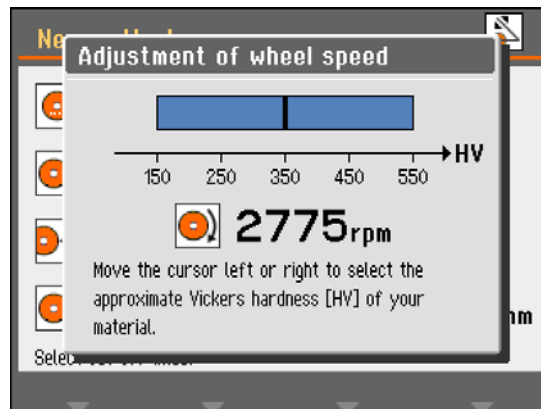 Adjustment of wheel speed
HV
150 250 350 450 550
2775rpm
Move the cursor left or right to select the
approximate Vickers hardness [HV] of your
material.